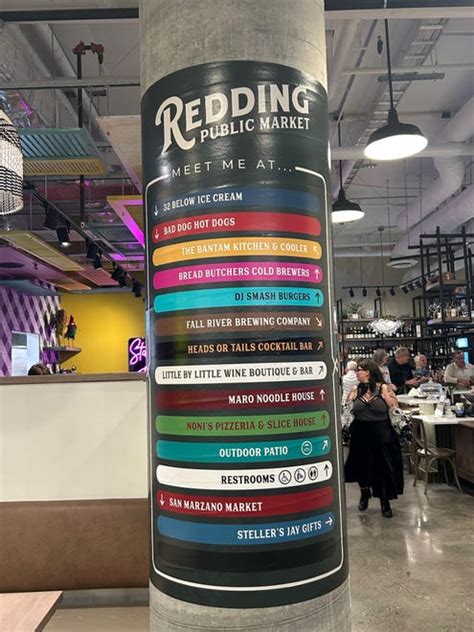 REDDING
PUBLIC MARKET
MEET ME AT...
↓ 32 BELOW ICE CREAM
↓ BAD DOG HOT DOGS
THE BANTAM KITCHEN & COOLER ↖
BREAD BUTCHERS COLD BREWERS ↑
DJ SMASH BURGERS ↑
FALL RIVER BREWING COMPANY ↘
HEADS OR TAILS COCKTAIL BAR ↗
LITTLE BY LITTLE WINE BOUTIQUE & BAR ↗
MARO NOODLE HOUSE ↑
NONI'S PIZZERIA & SLICE HOUSE ↑
OUTDOOR PATIO ↗
RESTROOMS ↑
↓ SAN MARZANO MARKET
STELLER'S JAY GIFTS →